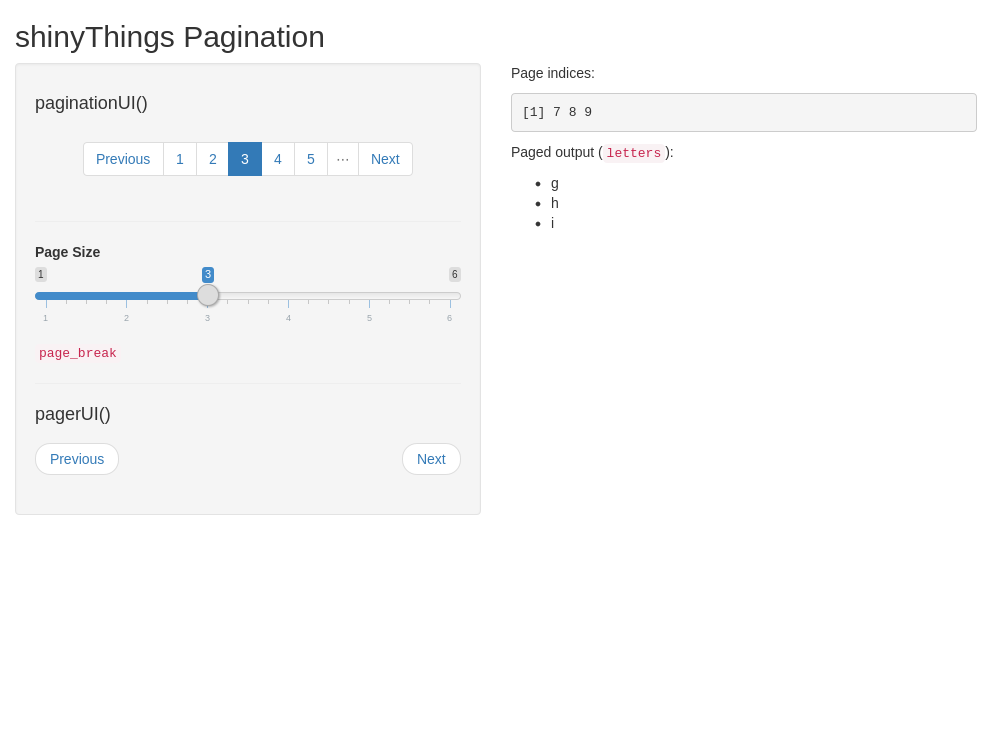 shinyThings Pagination
paginationUI()
Previous 1 2 3 4 5 ... Next
Page Size
1 3 6
1 2 3 4 5 6
page_break
pagerUI()
Previous Next
Page indices:
[1] 7 8 9
Paged output ( letters ):
• g
• h
• i